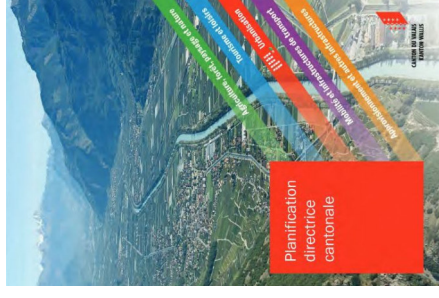 Agriculture, forêt, paysage et nature
Tourisme et loisirs
Urbanisation
Mobilité et infrastructures de transport
Approvisionnement et autres infrastructures
CANTON DU VALAIS
KANTON WALLIS
Planification
directrice
cantonale